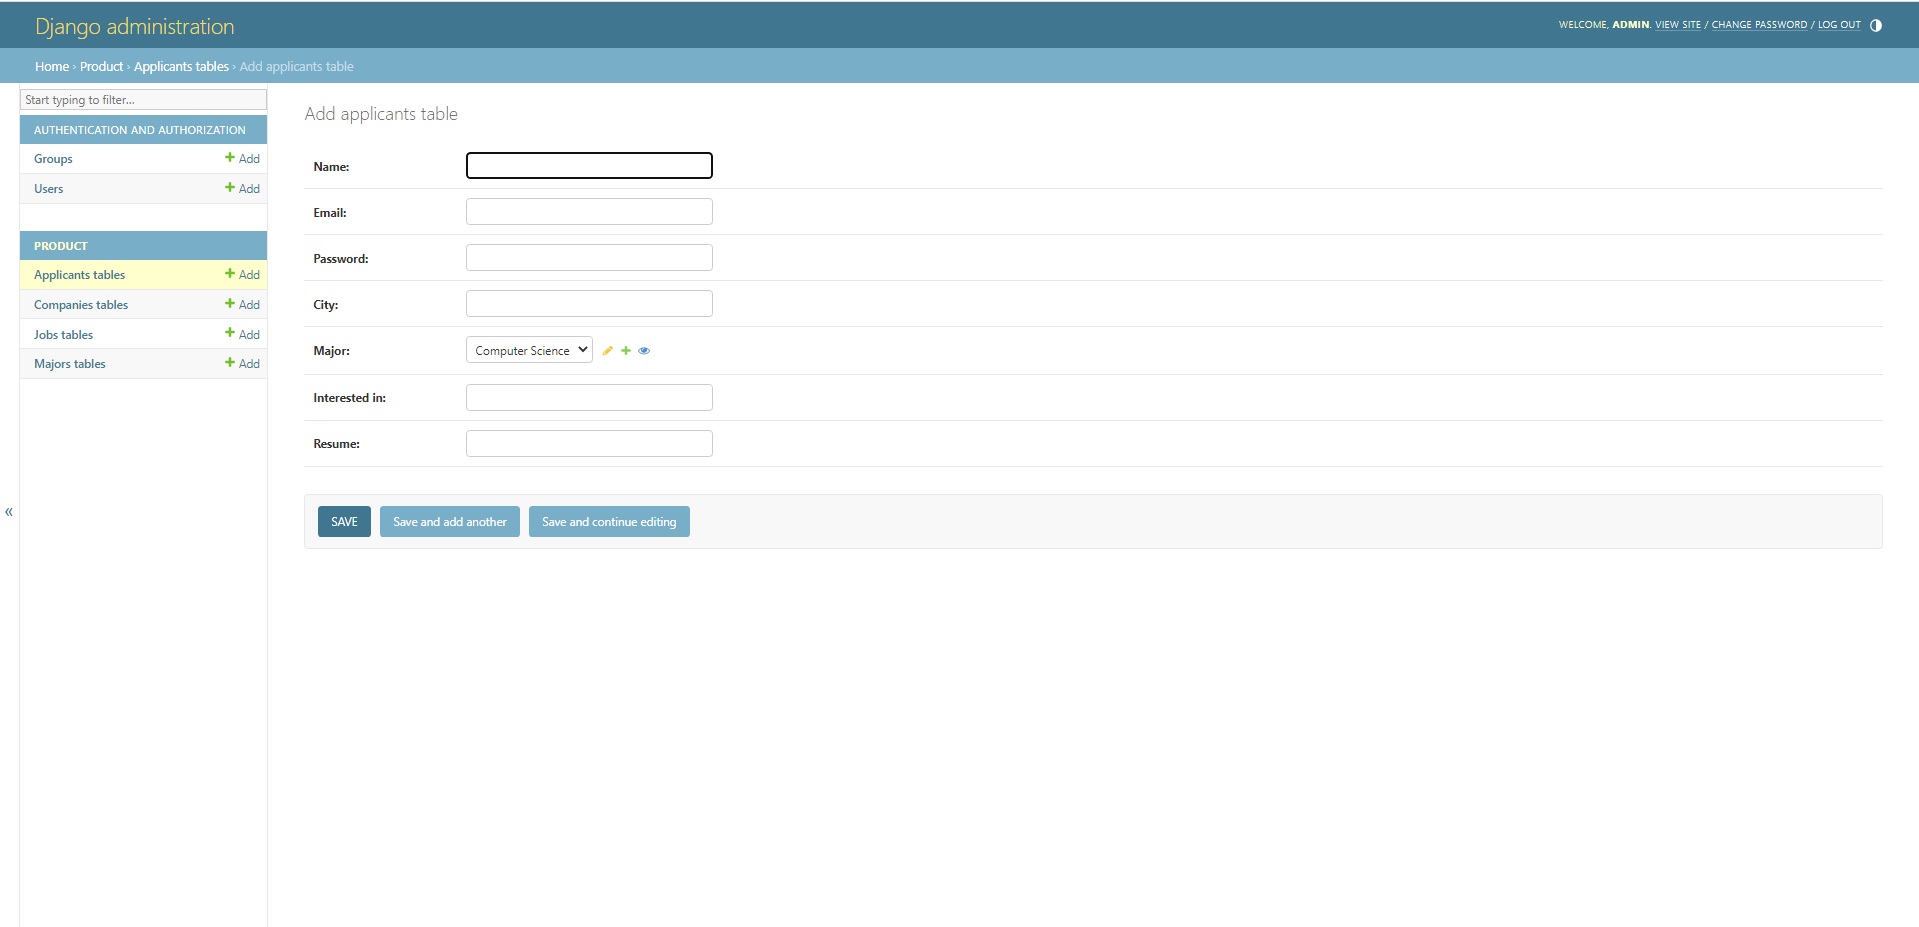 Django administration
WELCOME, ADMIN. VIEW SITE / CHANGE PASSWORD / LOG OUT
Home › Product › Applicants tables › Add applicants table
Start typing to filter...
AUTHENTICATION AND AUTHORIZATION
Groups + Add
Users + Add
PRODUCT
Applicants tables + Add
Companies tables + Add
Jobs tables + Add
Majors tables + Add
«
Add applicants table
Name:
Email:
Password:
City:
Major: Computer Science
Interested in:
Resume:
SAVE Save and add another Save and continue editing